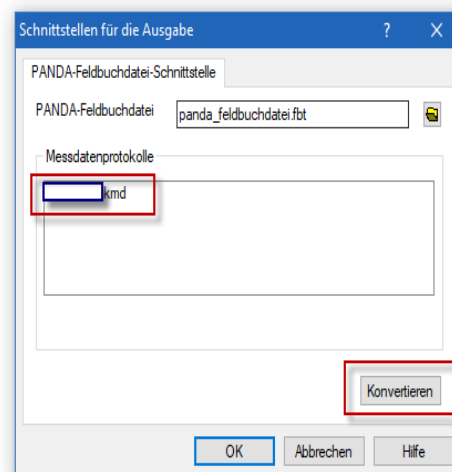 Schnittstellen für die Ausgabe ? X
PANDA-Feldbuchdatei-Schnittstelle
PANDA-Feldbuchdatei panda_feldbuchdatei.fbt
Messdatenprotokolle
kmd
Konvertieren
OK Abbrechen Hilfe